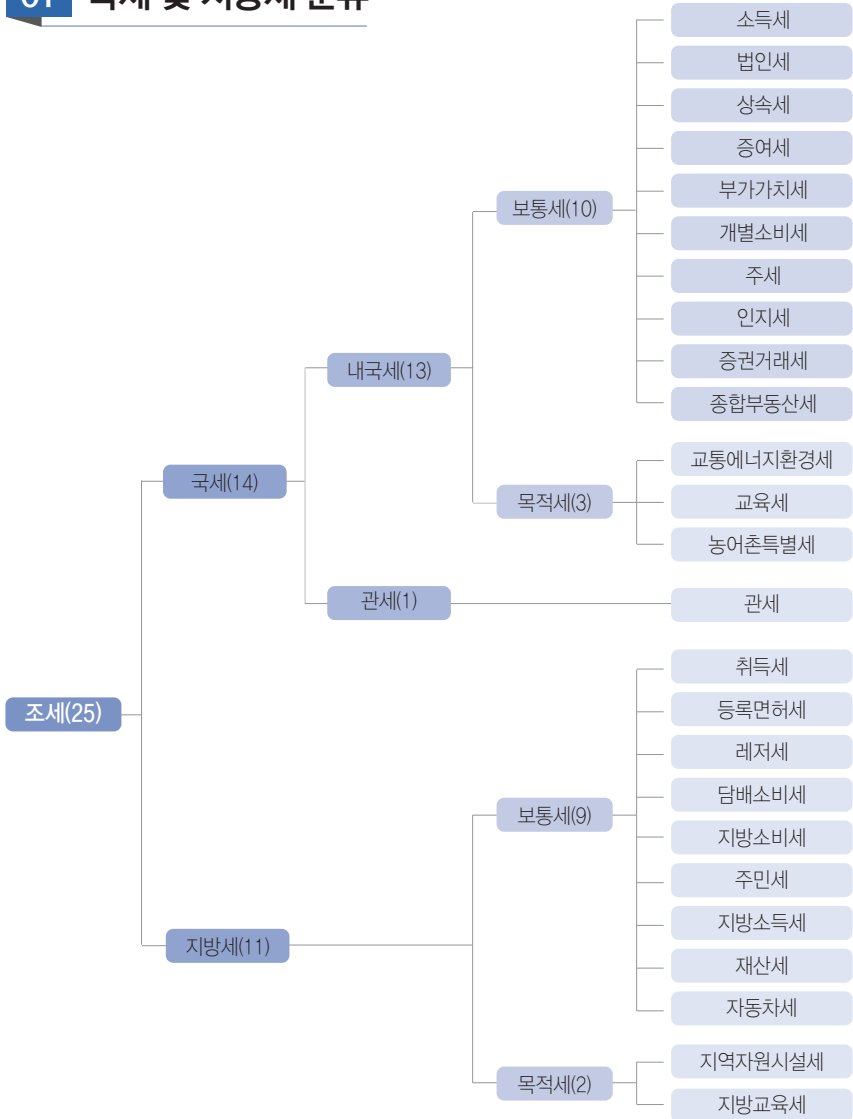 소득세
법인세
상속세
증여세
보통세(10)
부가가치세
개별소비세
주세
인지세
내국세(13)
증권거래세
종합부동산세
교통에너지환경세
국세(14)
목적세(3)
교육세
농어촌특별세
관세(1)
관세
취득세
조세(25)
등록면허세
레저세
담배소비세
보통세(9)
지방소비세
주민세
지방소득세
지방세(11)
재산세
자동차세
지역자원시설세
목적세(2)
지방교육세